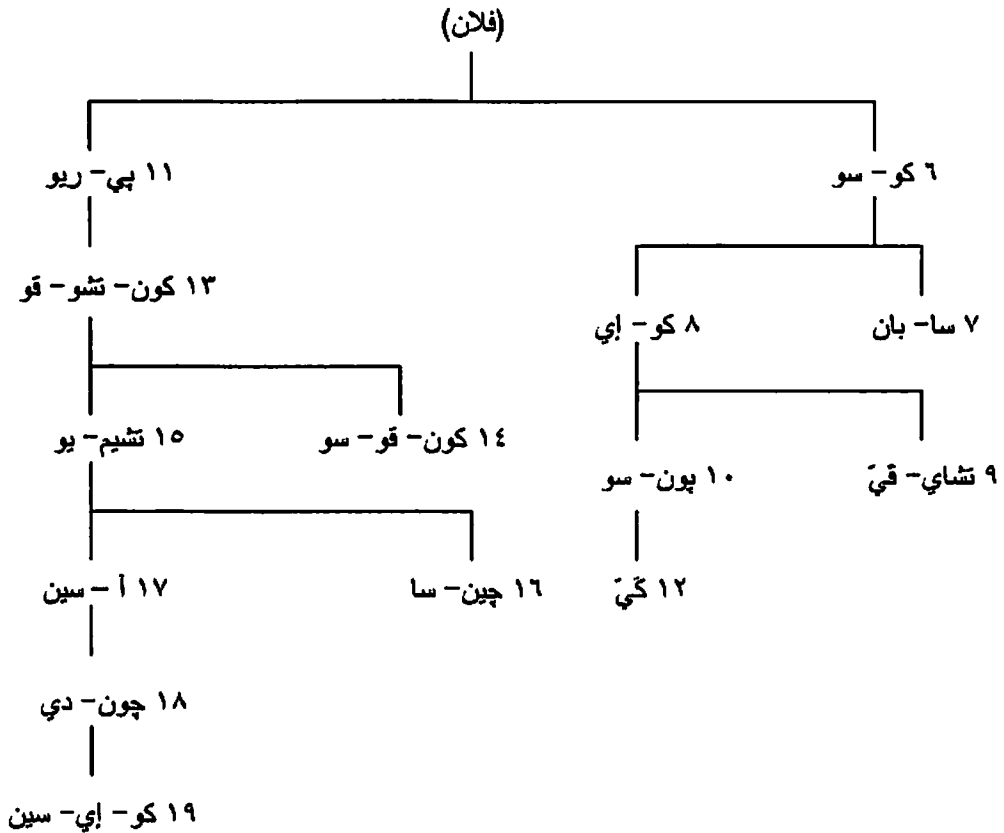 (فلان)
٦ كو - سو
١١ پي - ريو
١٣ كون - تشو - قو
٧ سا - بان
٨ كو - إي
١٤ كون - قو - سو
١٥ تشيم - يو
٩ تشاي - قيّ
١٠ پون - سو
١٢ كَيّ
١٦ چين - سا
١٧ أ - سين
١٨ چون - دي
١٩ كو - إي - سين